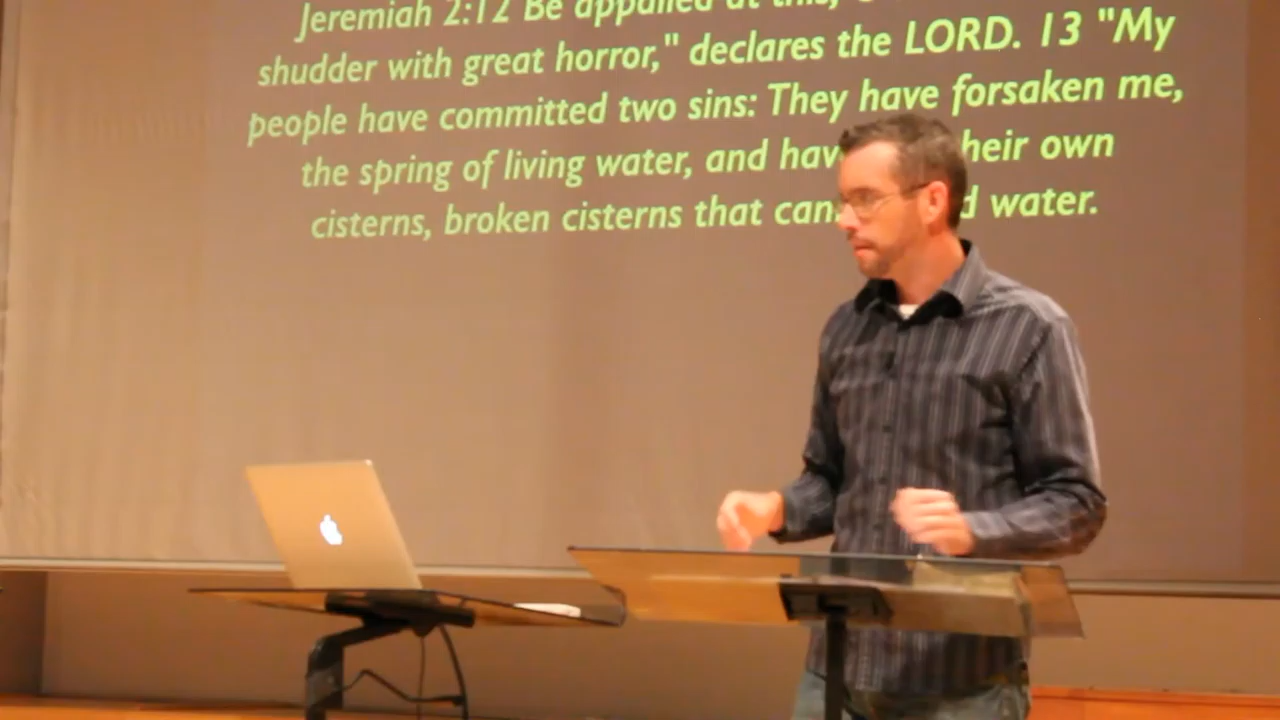 Jeremiah 2:12 Be appalled at this,
shudder with great horror," declares the LORD. 13 "My
people have committed two sins: They have forsaken me,
the spring of living water, and hav heir own
cisterns, broken cisterns that can d water.